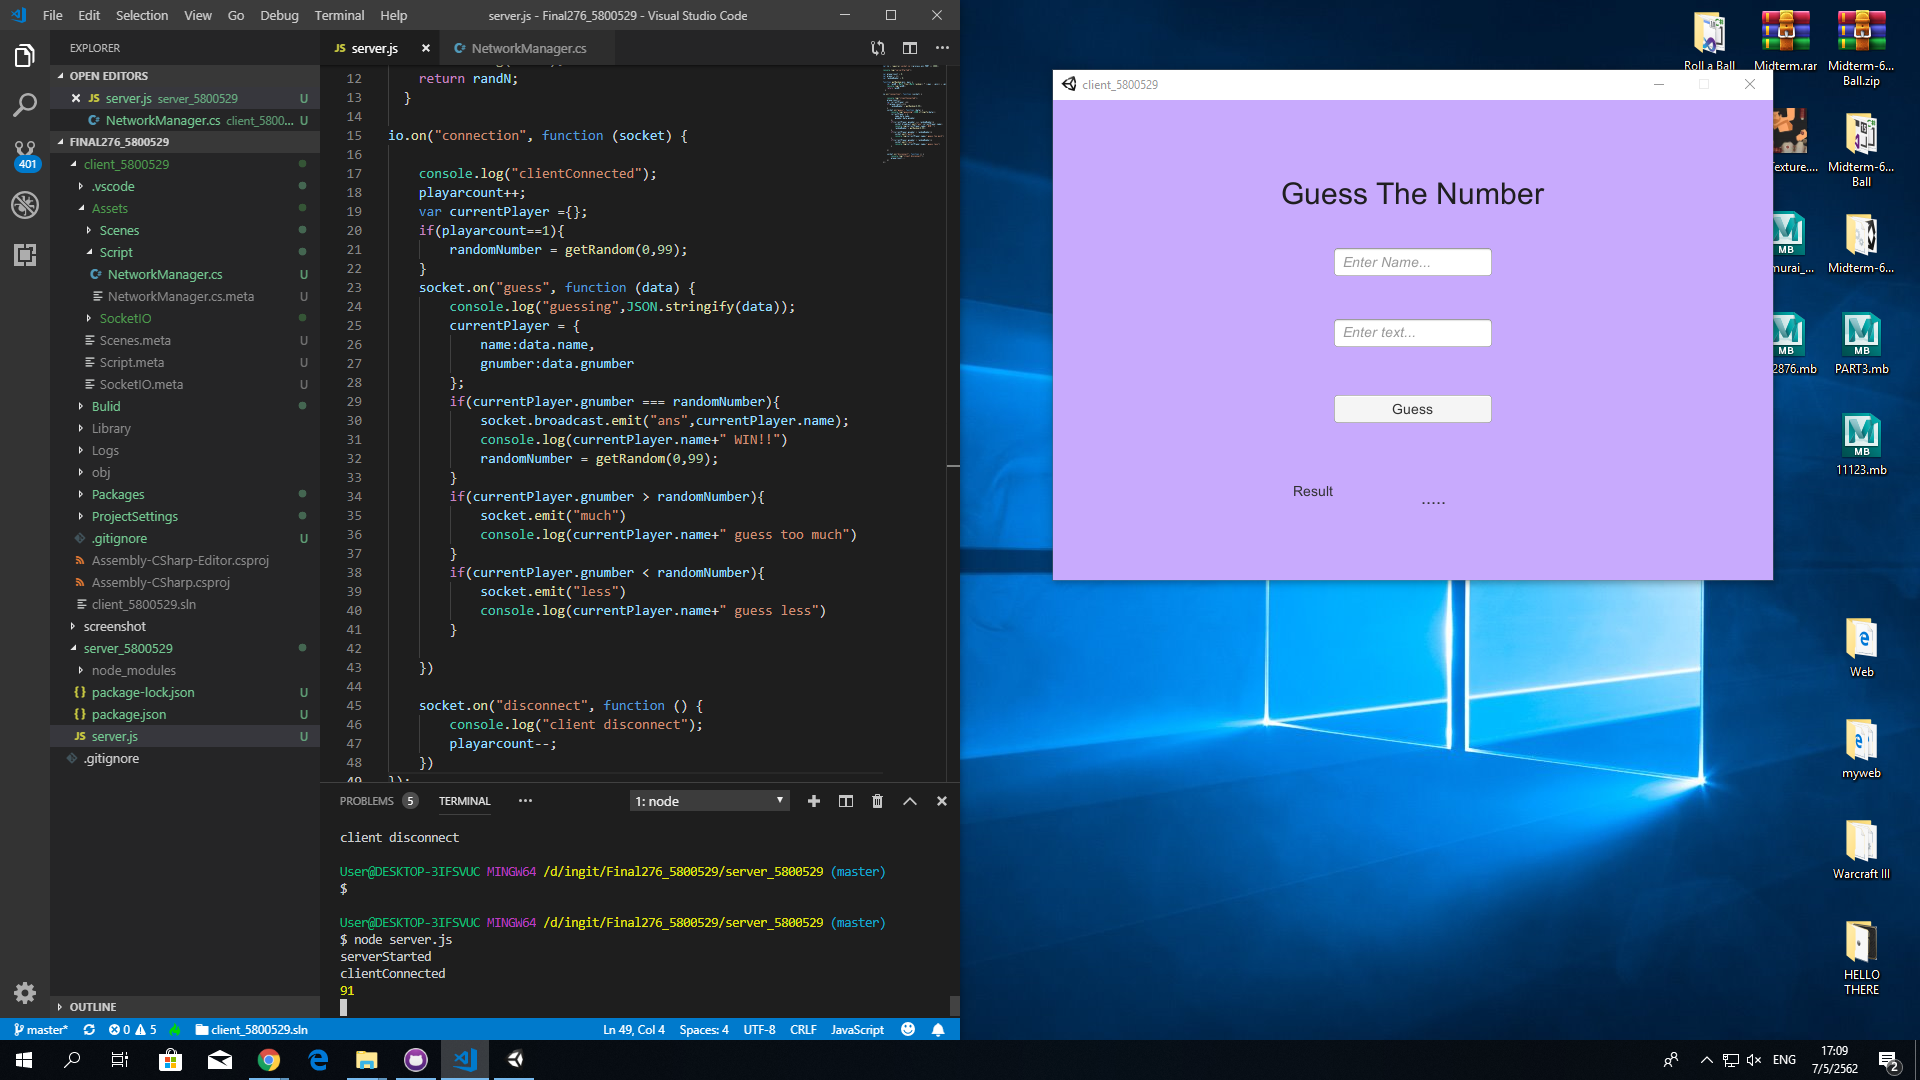 File Edit Selection View Go Debug Terminal Help
server.js - Final276_5800529 - Visual Studio Code
EXPLORER
OPEN EDITORS
JS server.js server_5800529 U
NetworkManager.cs client_5800... U
FINAL276_5800529
client_5800529
.vscode
Assets
Scenes
Script
NetworkManager.cs U
NetworkManager.cs.meta U
SocketIO
Scenes.meta U
Script.meta U
SocketIO.meta U
Bulid
Library
Logs
obj
Packages
ProjectSettings
.gitignore U
Assembly-CSharp-Editor.csproj
Assembly-CSharp.csproj
client_5800529.sln
screenshot
server_5800529
node_modules
{} package-lock.json U
{} package.json U
JS server.js U
.gitignore
OUTLINE
401
JS server.js
NetworkManager.cs
12 return randN;
13 }
14
15 io.on("connection", function (socket) {
16
17 console.log("clientConnected");
18 playarcount++;
19 var currentPlayer ={};
20 if(playarcount==1){
21 randomNumber = getRandom(0,99);
22 }
23 socket.on("guess", function (data) {
24 console.log("guessing",JSON.stringify(data));
25 currentPlayer = {
26 name:data.name,
27 gnumber:data.gnumber
28 };
29 if(currentPlayer.gnumber === randomNumber){
30 socket.broadcast.emit("ans",currentPlayer.name);
31 console.log(currentPlayer.name+" WIN!!")
32 randomNumber = getRandom(0,99);
33 }
34 if(currentPlayer.gnumber > randomNumber){
35 socket.emit("much")
36 console.log(currentPlayer.name+" guess too much")
37 }
38 if(currentPlayer.gnumber < randomNumber){
39 socket.emit("less")
40 console.log(currentPlayer.name+" guess less")
41 }
42
43 })
44
45 socket.on("disconnect", function () {
46 console.log("client disconnect");
47 playarcount--;
48 })
49 });
PROBLEMS 5 TERMINAL ... 1: node
client disconnect
User@DESKTOP-3IFSVUC MINGW64 /d/ingit/Final276_5800529/server_5800529 (master)
$
User@DESKTOP-3IFSVUC MINGW64 /d/ingit/Final276_5800529/server_5800529 (master)
$ node server.js
serverStarted
clientConnected
91
master* 0 5 client_5800529.sln Ln 49, Col 4 Spaces: 4 UTF-8 CRLF JavaScript
client_5800529
Guess The Number
Enter Name...
Enter text...
Guess
Result
.....
Roll a Ball
Midterm.rar
Midterm-6...
Ball.zip
Midterm-6...
Ball
MB
Midterm-6...
MB
MB
PART3.mb
MB
11123.mb
Web
myweb
Warcraft III
HELLO
THERE
ENG
17:09
7/5/2562
2